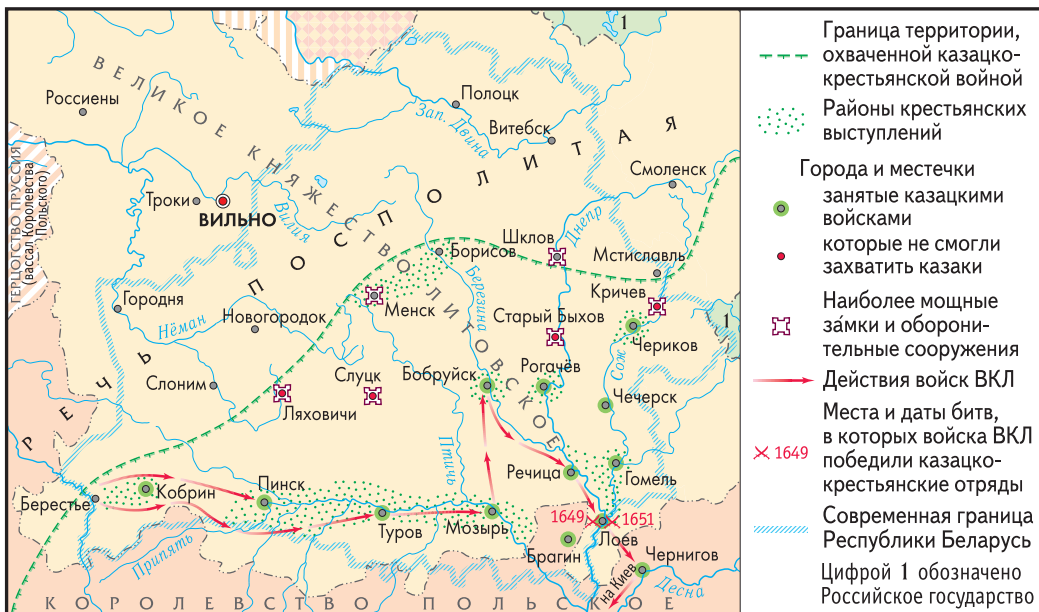 1
Россиены
Полоцк
Зап. Двина
Витебск
Смоленск
ВЕЛИКОЕ КНЯЖЕСТВО ЛИТОВСКОЕ
РЕЧЬ ПОСПОЛИТАЯ
ГЕРЦОГСТВО ПРУССИЯ
(вассал Королевства
Польского)
Троки
ВИЛЬНО
Вилия
Днепр
Шклов
Борисов
Мстиславль
Березина
Кричев
Городня
Менск
Нёман
Новогородок
Старый Быхов
1
Чериков
Сож
Слоним
Слуцк
Бобруйск
Рогачёв
Ляховичи
Чечерск
Птичь
Речица
Гомель
Пинск
Кобрин
Берестье
Туров
Мозырь
1649
1651
Лоев
Брагин
Припять
Чернигов
на Киев
Десна
КОРОЛЕВСТВО ПОЛЬСКОЕ
Граница территории,
охваченной казацко-
крестьянской войной
Районы крестьянских
выступлений
Города и местечки
занятые казацкими
войсками
которые не смогли
захватить казаки
Наиболее мощные
за́мки и оборони-
тельные сооружения
Действия войск ВКЛ
Места и даты битв,
в которых войска ВКЛ
1649
победили казацко-
крестьянские отряды
Современная граница
Республики Беларусь
Цифрой 1 обозначено
Российское государство